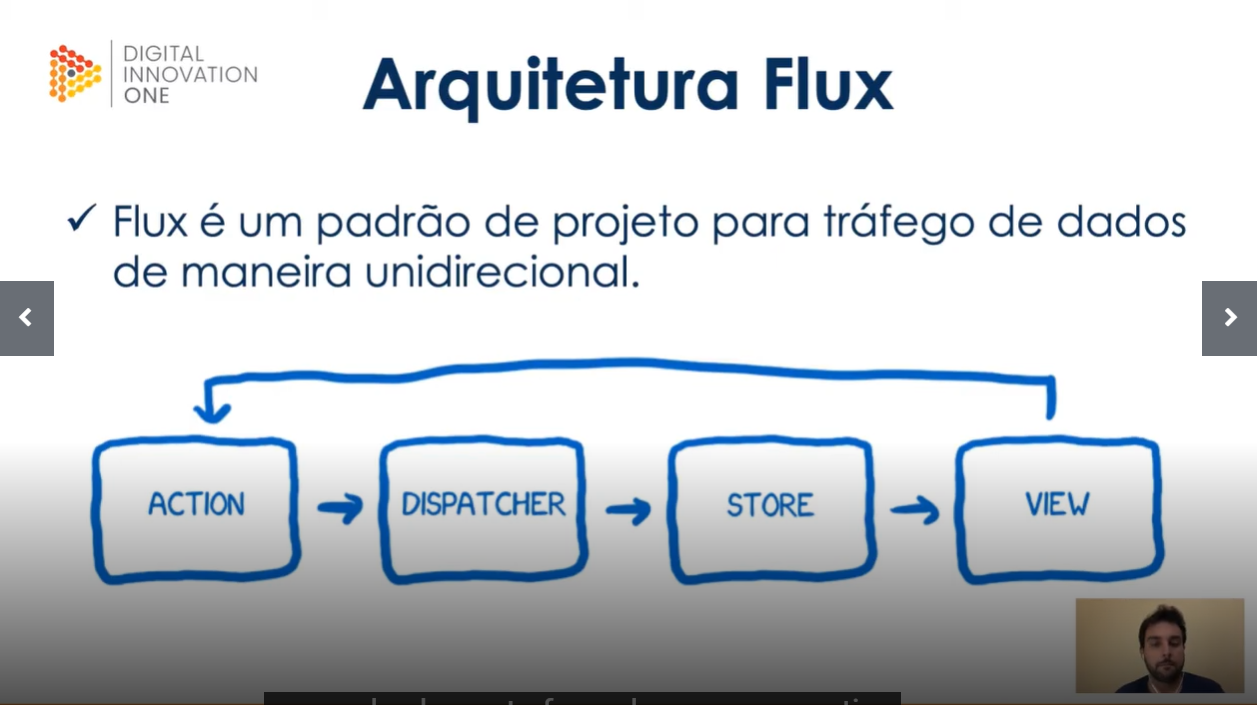 DIGITAL
INNOVATION
ONE
Arquitetura Flux
Flux é um padrão de projeto para tráfego de dados
de maneira unidirecional.
ACTION
DISPATCHER
STORE
VIEW